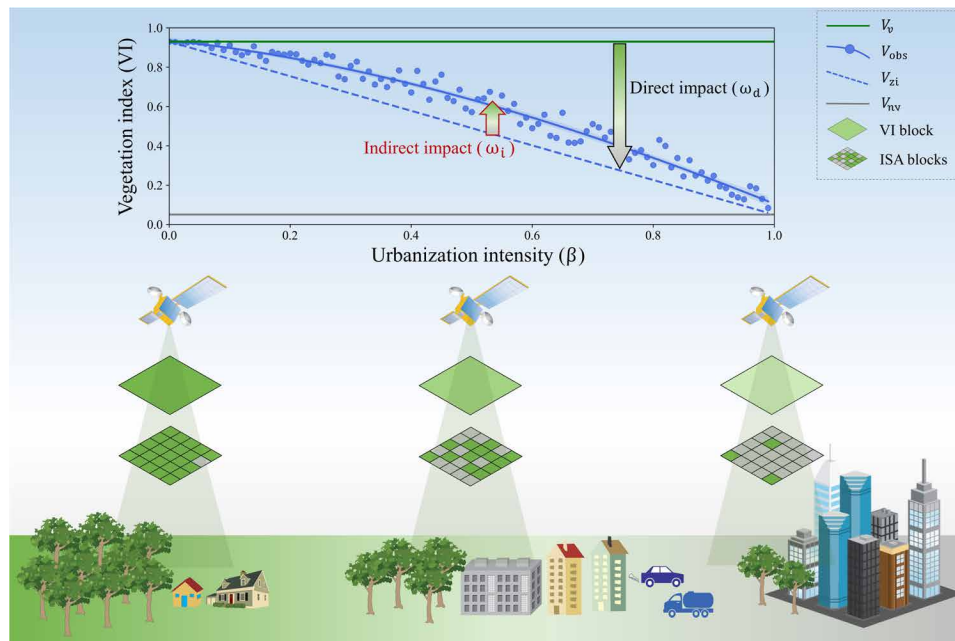 1.0
0.8
0.6
0.4
0.2
0.0
Vegetation index (VI)
Indirect impact (ω_i)
Direct impact (ω_d)
0.0 0.2 0.4 0.6 0.8 1.0
Urbanization intensity (β)
V_v
V_obs
V_zi
V_nv
VI block
ISA blocks